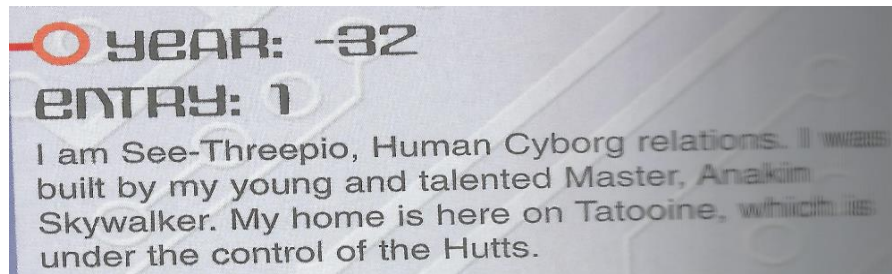 YEAR: -32
ENTRY: 1
I am See-Threepio, Human Cyborg relations. I was
built by my young and talented Master, Anakin
Skywalker. My home is here on Tatooine, which is
under the control of the Hutts.